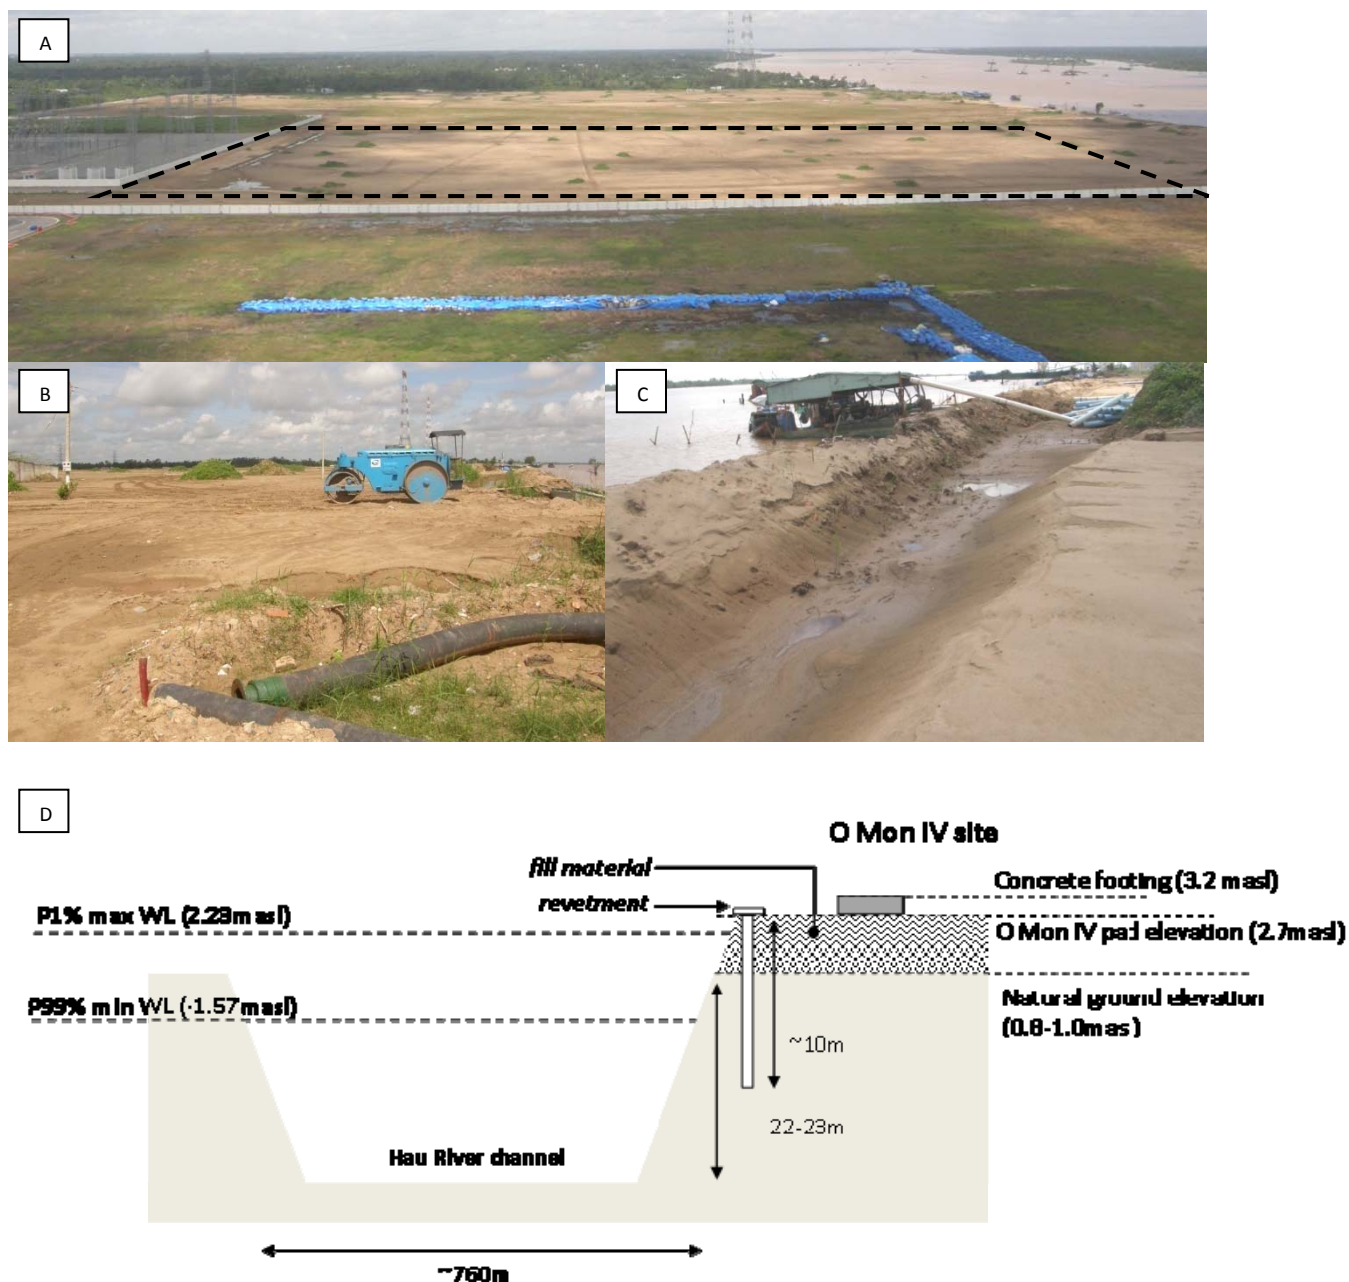 A
B
C
D
O Mon IV site
fill material
Concrete footing (3.2 masl)
revetment
P1% max WL (2.23masl)
O Mon IV pad elevation (2.7masl)
Natural ground elevation
P99% min WL (-1.57masl)
(0.8-1.0mas )
~10m
22-23m
Hau River channel
~760m